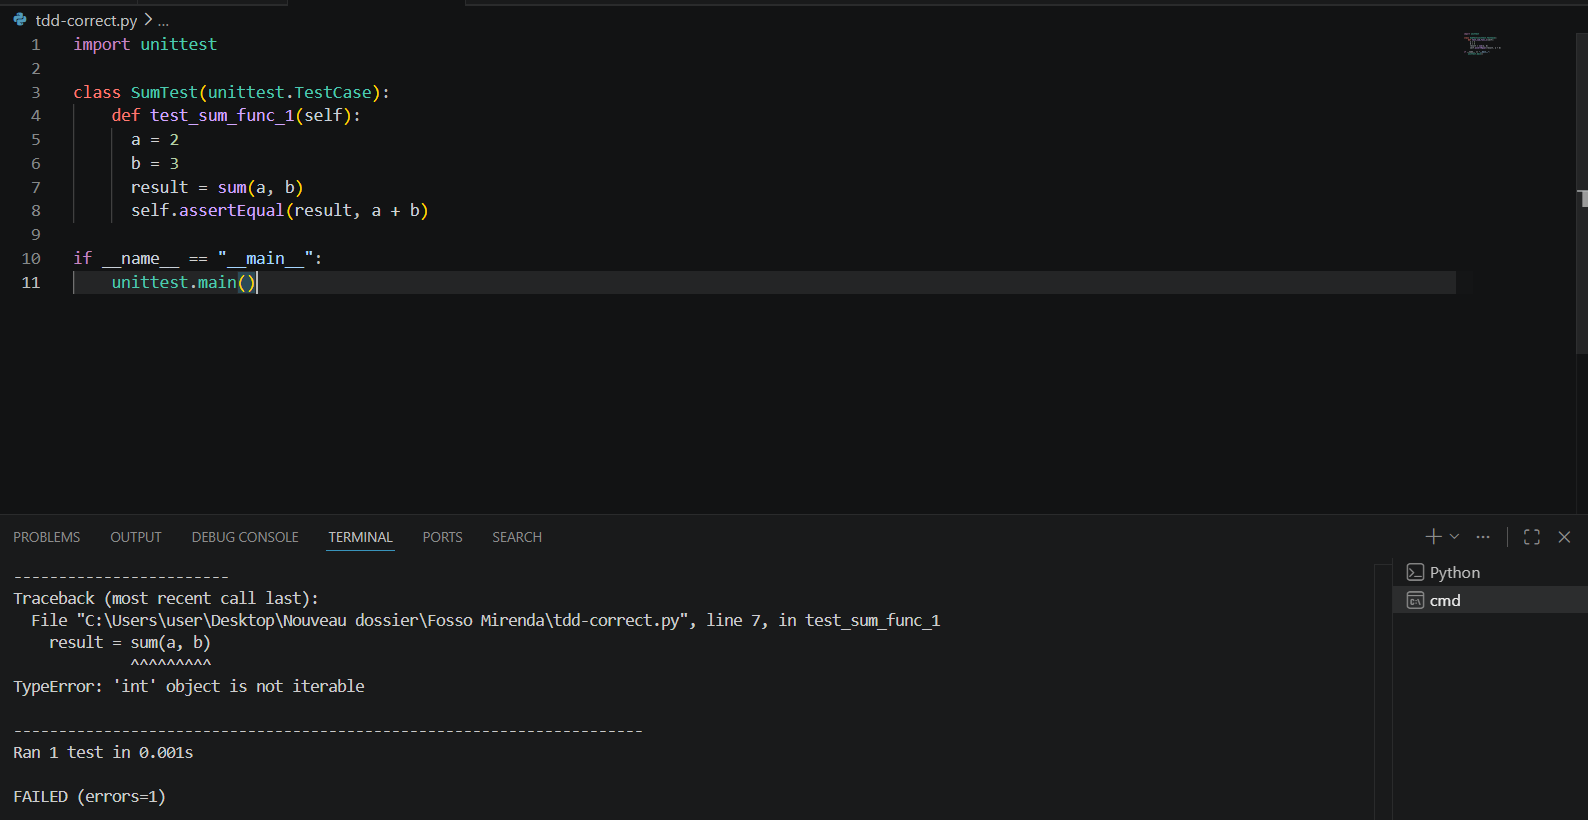 tdd-correct.py > ...
1 import unittest
2
3 class SumTest(unittest.TestCase):
4 def test_sum_func_1(self):
5 a = 2
6 b = 3
7 result = sum(a, b)
8 self.assertEqual(result, a + b)
9
10 if __name__ == "__main__":
11 unittest.main()
PROBLEMS OUTPUT DEBUG CONSOLE TERMINAL PORTS SEARCH
------------------------
Traceback (most recent call last):
File "C:\Users\user\Desktop\Nouveau dossier\Fosso Mirenda\tdd-correct.py", line 7, in test_sum_func_1
result = sum(a, b)
^^^^^^^^^
TypeError: 'int' object is not iterable
----------------------------------------------------------------------
Ran 1 test in 0.001s
FAILED (errors=1)
Python
cmd